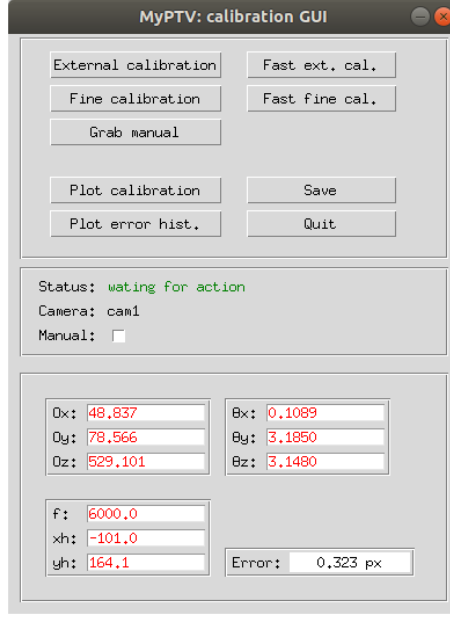 MyPTV: calibration GUI
External calibration Fast ext. cal.
Fine calibration Fast fine cal.
Grab manual
Plot calibration Save
Plot error hist. Quit
Status: wating for action
Camera: cam1
Manual:
Ox: 48.837 θx: 0.1089
Oy: 78.566 θy: 3.1850
Oz: 529.101 θz: 3.1480
f: 6000.0
xh: -101.0
yh: 164.1 Error: 0.323 px